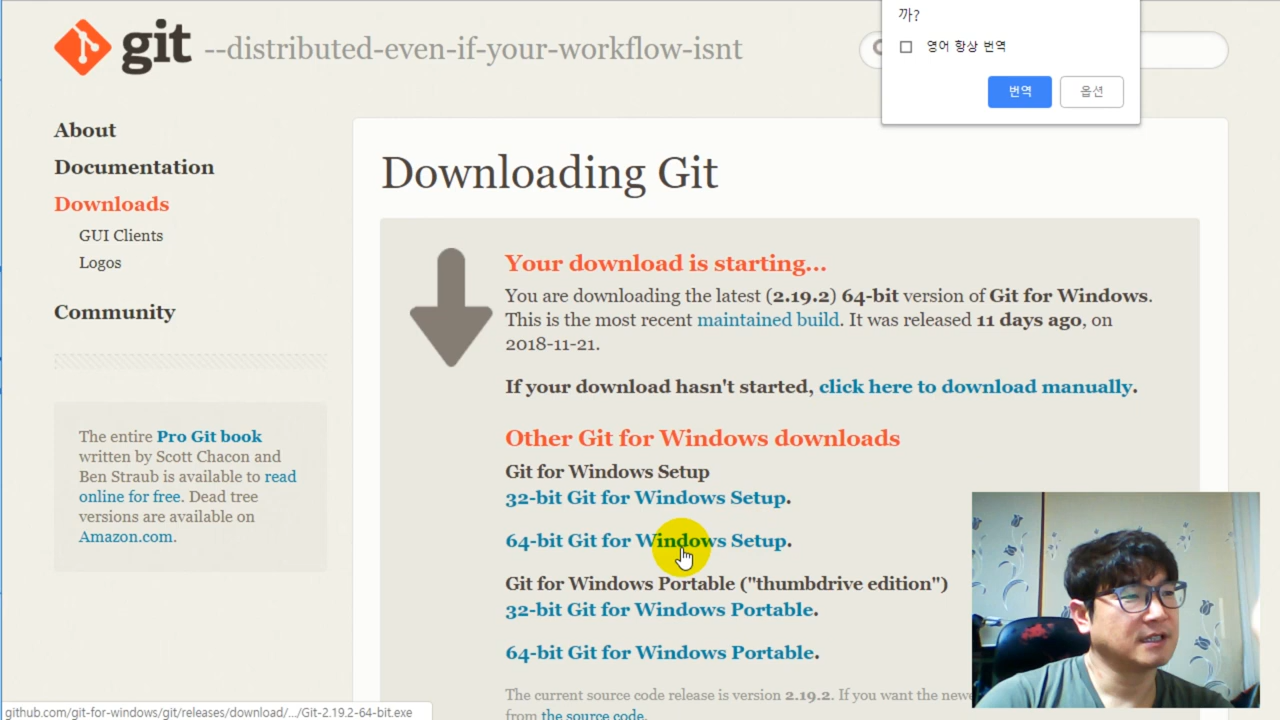 git --distributed-even-if-your-workflow-isnt
까?
영어 항상 번역
번역 옵션
About
Documentation
Downloads
GUI Clients
Logos
Community
The entire Pro Git book
written by Scott Chacon and
Ben Straub is available to read
online for free. Dead tree
versions are available on
Amazon.com.
Downloading Git
Your download is starting...
You are downloading the latest (2.19.2) 64-bit version of Git for Windows.
This is the most recent maintained build. It was released 11 days ago, on
2018-11-21.
If your download hasn't started, click here to download manually.
Other Git for Windows downloads
Git for Windows Setup
32-bit Git for Windows Setup.
64-bit Git for Windows Setup.
Git for Windows Portable ("thumbdrive edition")
32-bit Git for Windows Portable.
64-bit Git for Windows Portable.
The current source code release is version 2.19.2. If you want the
from the source code.
github.com/git-for-windows/git/releases/download/.../Git-2.19.2-64-bit.exe